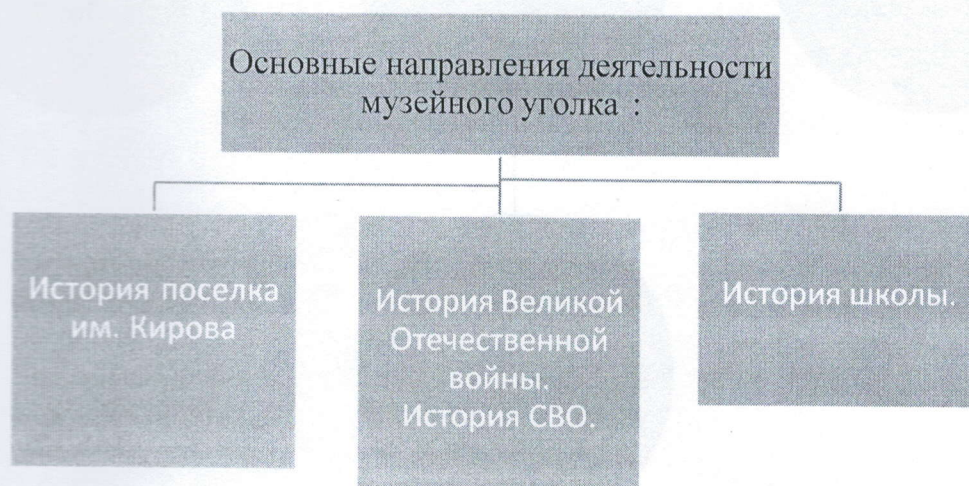 Основные направления деятельности
музейного уголка :
История поселка
им. Кирова
История Великой
Отечественной
войны.
История СВО.
История школы.